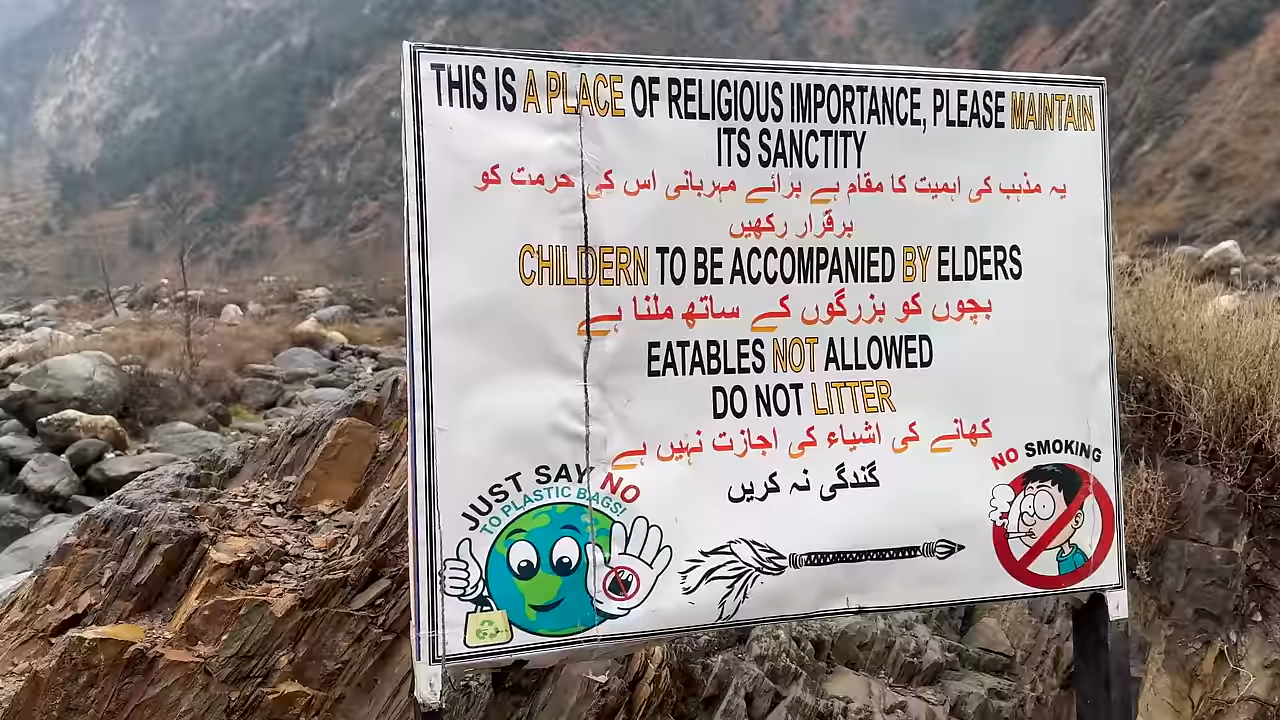 THIS IS A PLACE OF RELIGIOUS IMPORTANCE, PLEASE MAINTAIN
ITS SANCTITY
یہ مذہب کی اہمیت کا مقام ہے برائے مہربانی اس کی حرمت کو
برقرار رکھیں
CHILDERN TO BE ACCOMPANIED BY ELDERS
بچوں کو بزرگوں کے ساتھ ملنا ہے
EATABLES NOT ALLOWED
DO NOT LITTER
کھانے کی اشیاء کی اجازت نہیں ہے
گندگی نہ کریں
JUST SAY NO
TO PLASTIC BAGS!
NO SMOKING